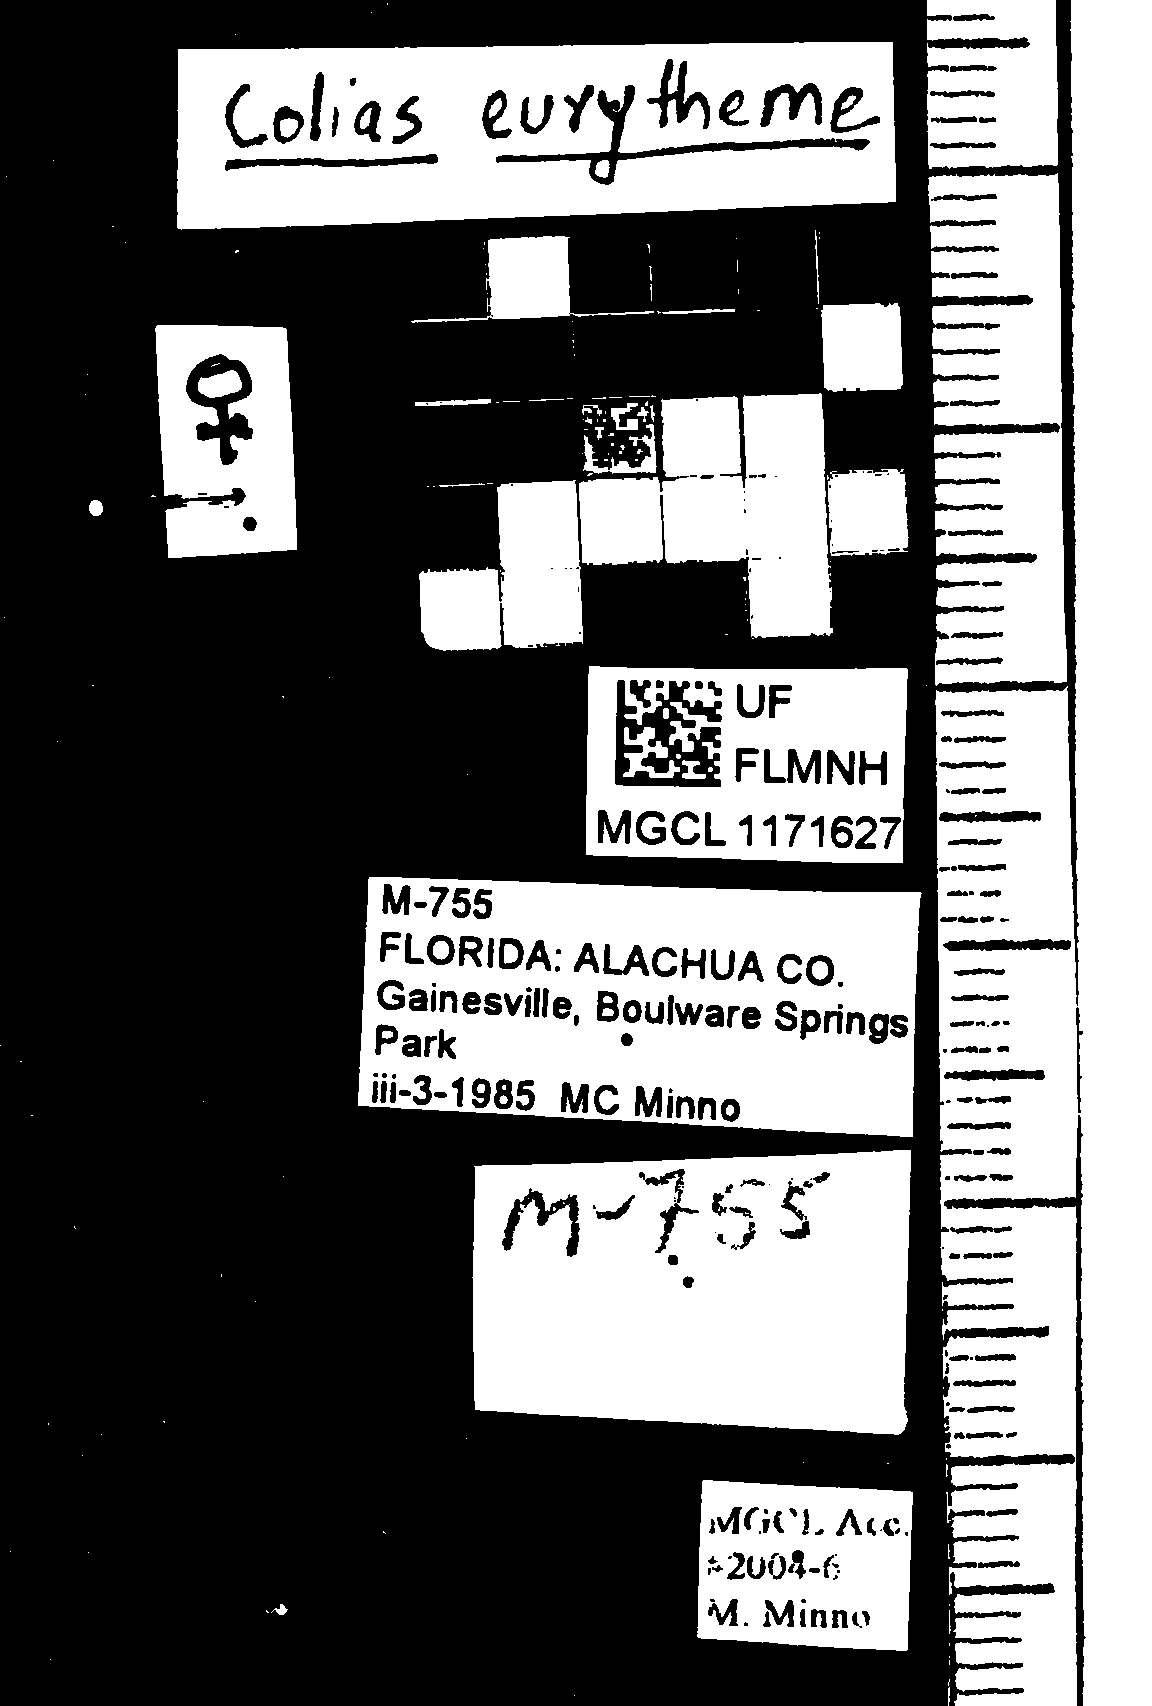 Colias eurytheme
♀
UF
FLMNH
MGCL 1171627
M-755
FLORIDA: ALACHUA CO.
Gainesville, Boulware Springs
Park
iii-3-1985 MC Minno
M-755
MGCL Acc.
#2004-6
M. Minno